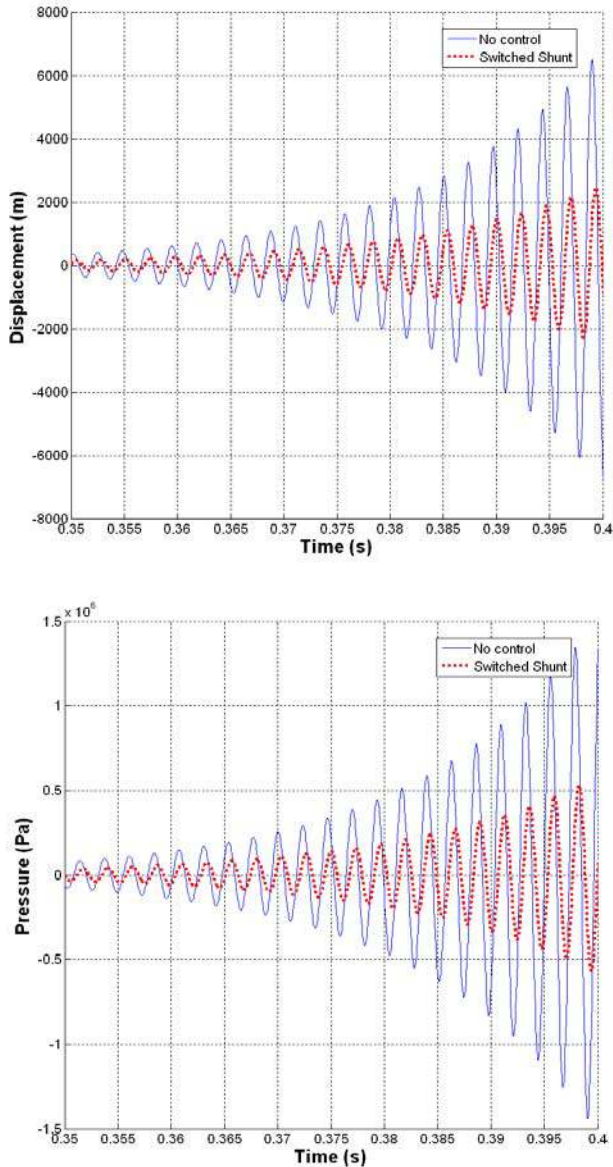 8000
6000
4000
2000
0
-2000
-4000
-6000
-8000
Displacement (m)
No control
Switched Shunt
0.35 0.355 0.36 0.365 0.37 0.375 0.38 0.385 0.39 0.395 0.4
Time (s)
x 10^6
1.5
1
0.5
0
-0.5
-1
-1.5
Pressure (Pa)
No control
Switched Shunt
0.35 0.355 0.36 0.365 0.37 0.375 0.38 0.385 0.39 0.395 0.4
Time (s)